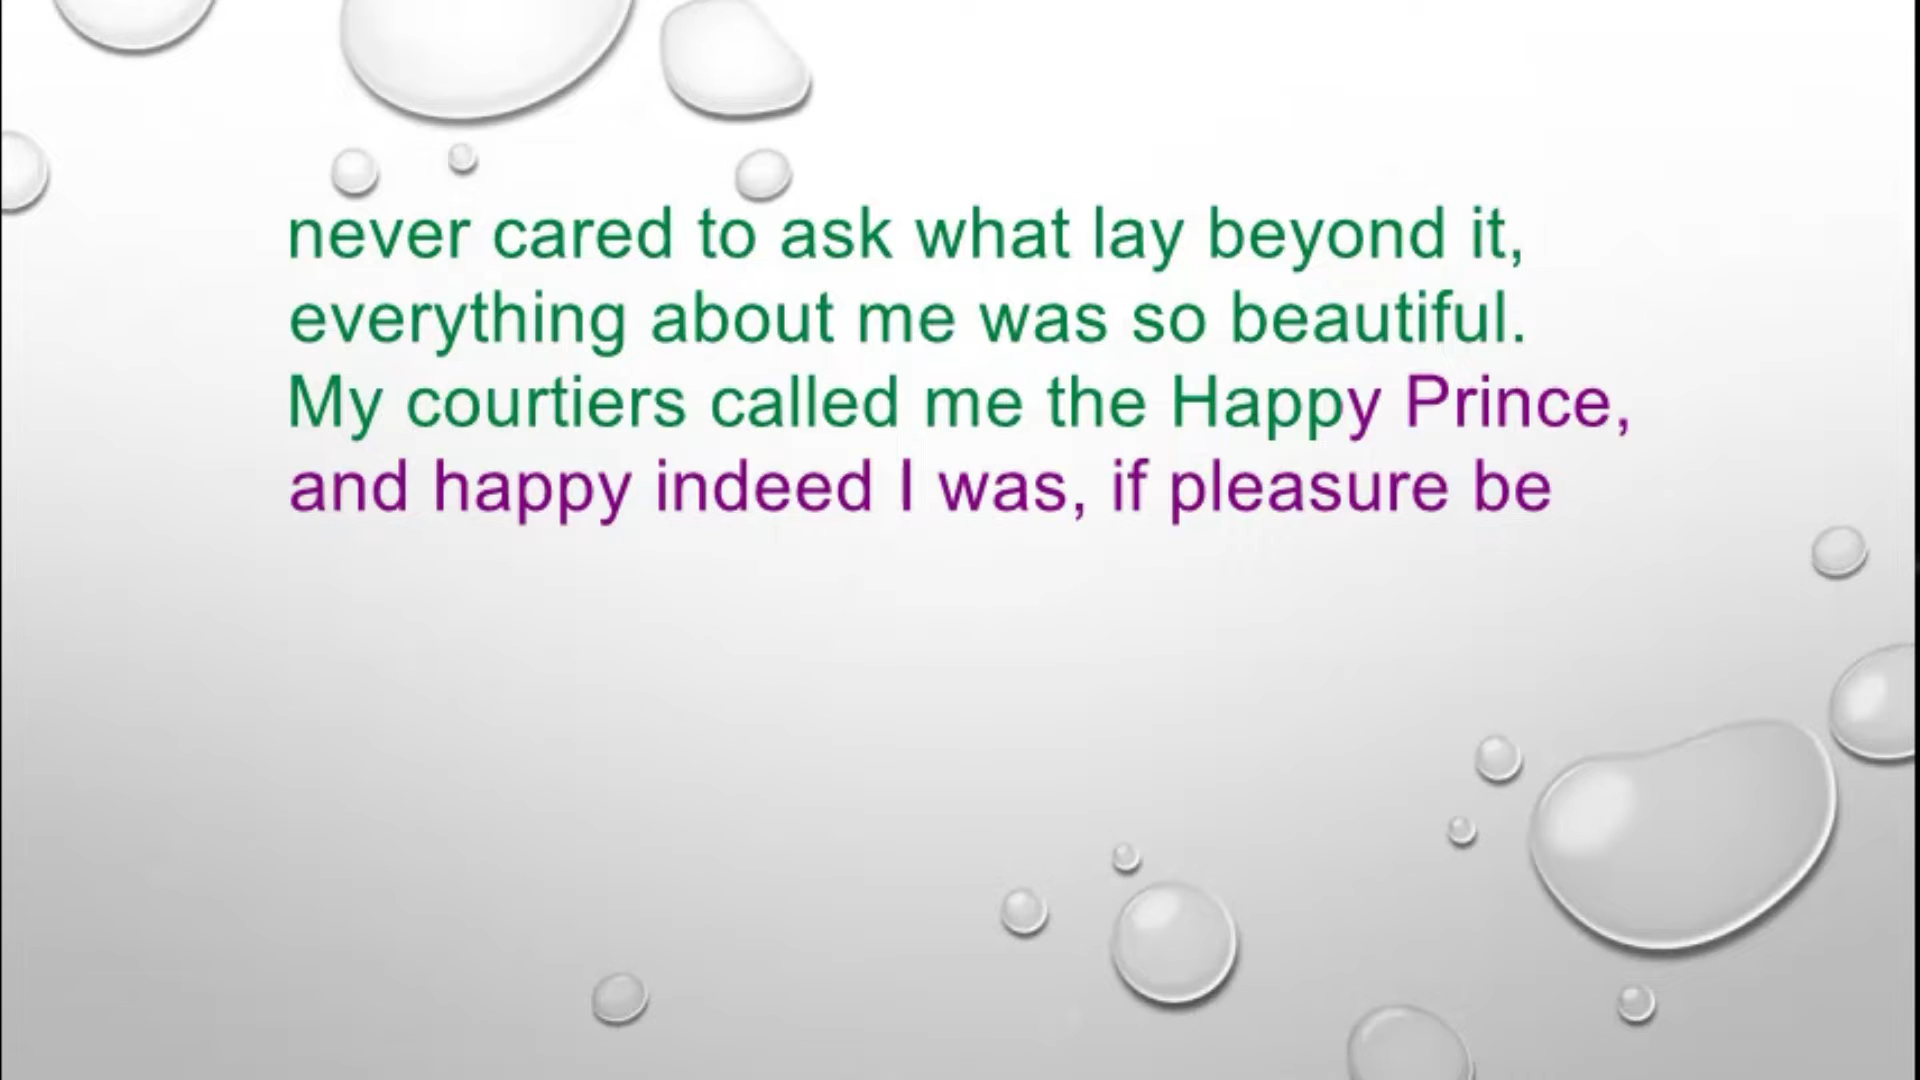 never cared to ask what lay beyond it,
everything about me was so beautiful.
My courtiers called me the Happy Prince,
and happy indeed I was, if pleasure be